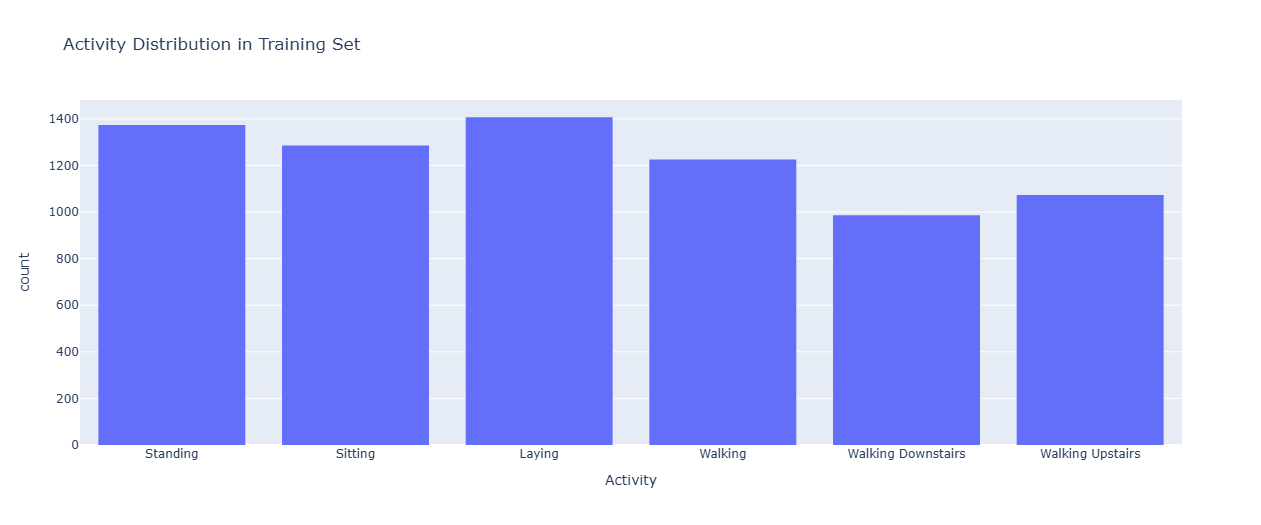 Activity Distribution in Training Set
count
1400
1200
1000
800
600
400
200
0
Standing Sitting Laying Walking Walking Downstairs Walking Upstairs
Activity